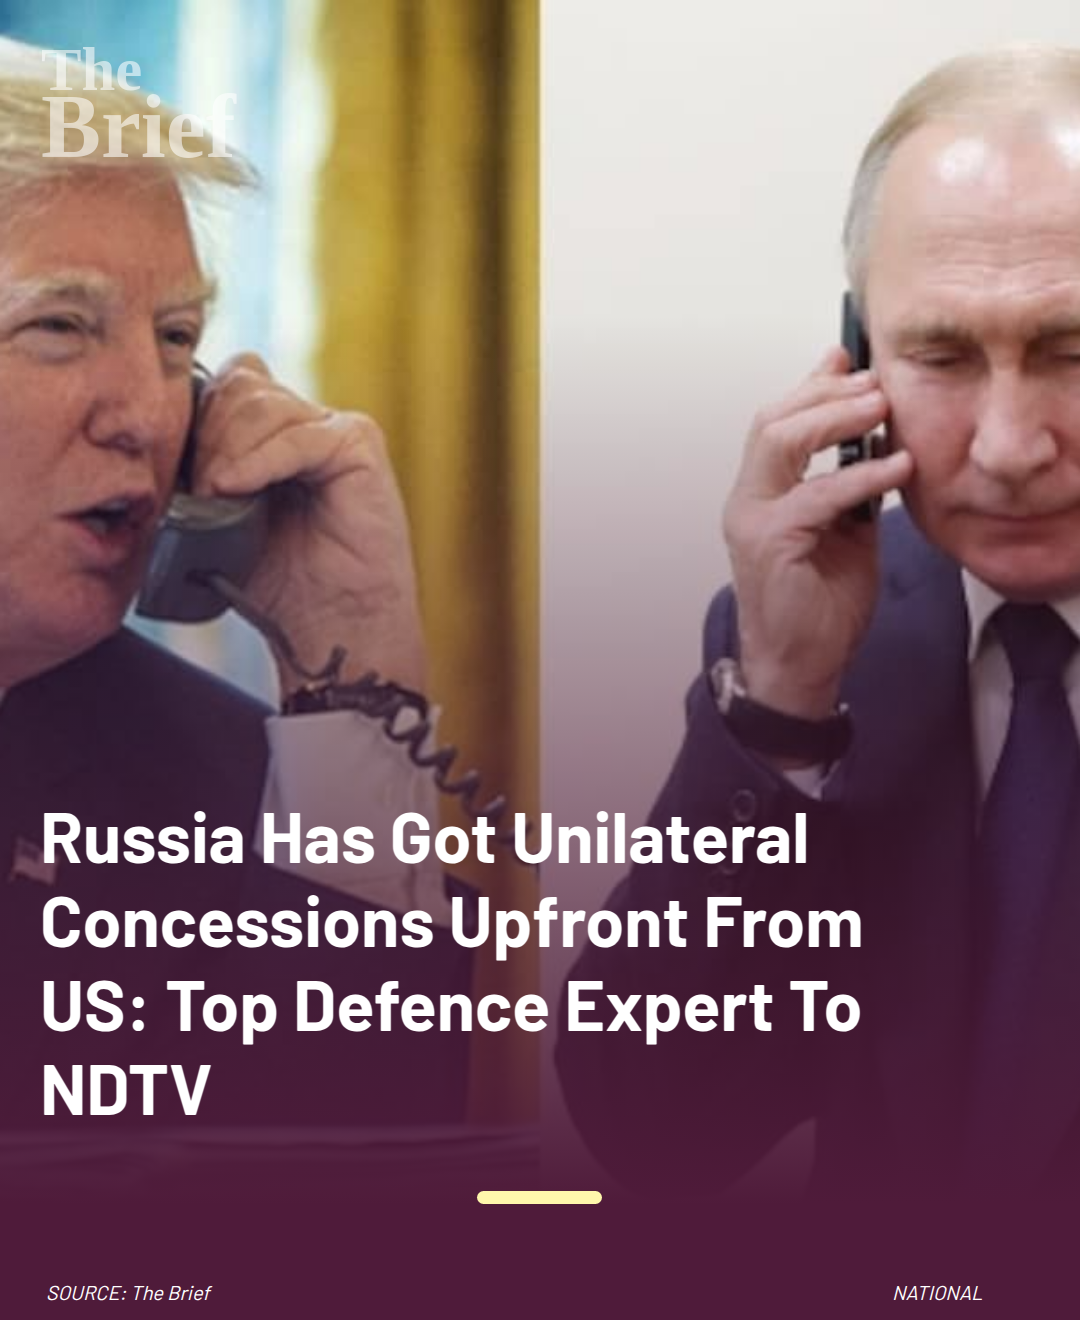 The
Brief
Russia Has Got Unilateral
Concessions Upfront From
US: Top Defence Expert To
NDTV
SOURCE: The Brief
NATIONAL